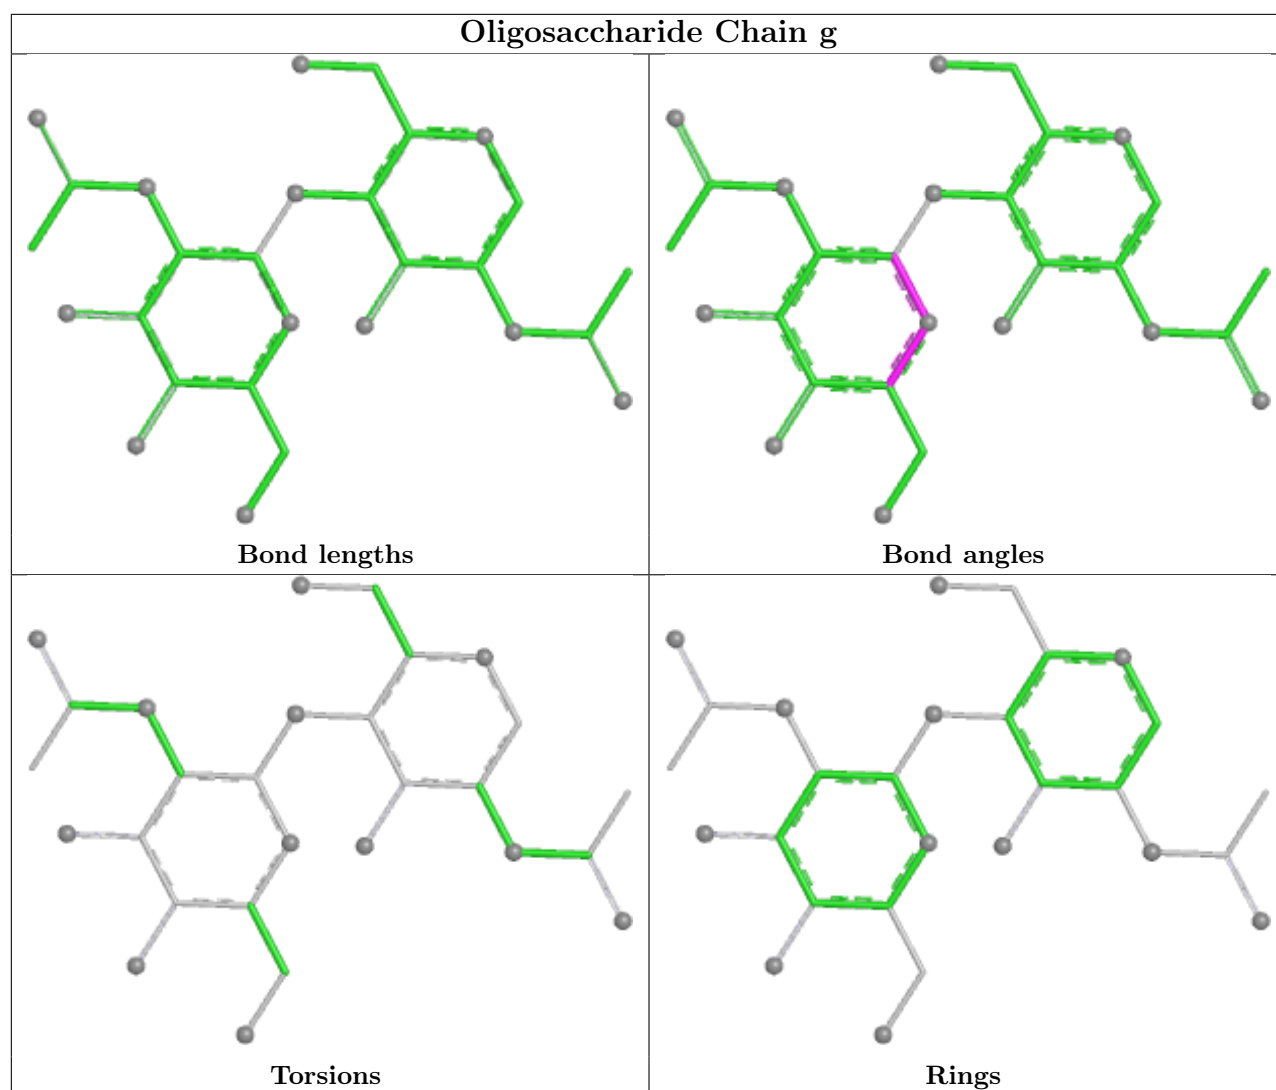 Oligosaccharide Chain g
Bond lengths
Bond angles
Torsions
Rings